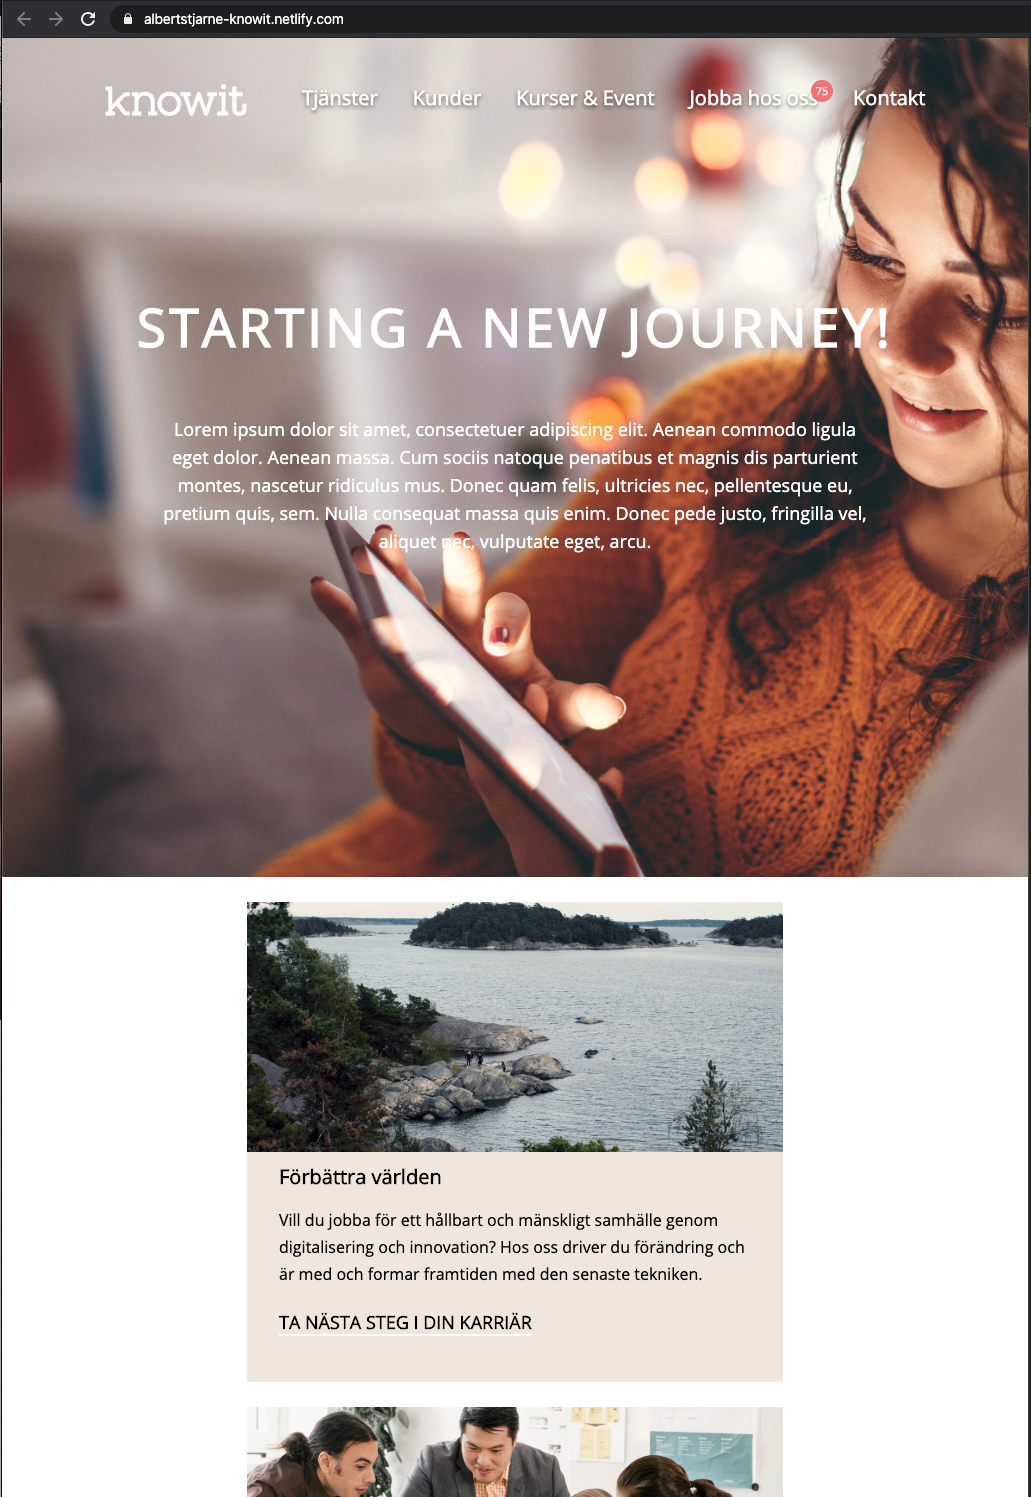 albertstjarne-knowit.netlify.com
knowit Tjänster Kunder Kurser & Event Jobba hos oss 75 Kontakt
STARTING A NEW JOURNEY!
Lorem ipsum dolor sit amet, consectetuer adipiscing elit. Aenean commodo ligula
eget dolor. Aenean massa. Cum sociis natoque penatibus et magnis dis parturient
montes, nascetur ridiculus mus. Donec quam felis, ultricies nec, pellentesque eu,
pretium quis, sem. Nulla consequat massa quis enim. Donec pede justo, fringilla vel,
aliquet nec, vulputate eget, arcu.
Förbättra världen
Vill du jobba för ett hållbart och mänskligt samhälle genom
digitalisering och innovation? Hos oss driver du förändring och
är med och formar framtiden med den senaste tekniken.
TA NÄSTA STEG I DIN KARRIÄR